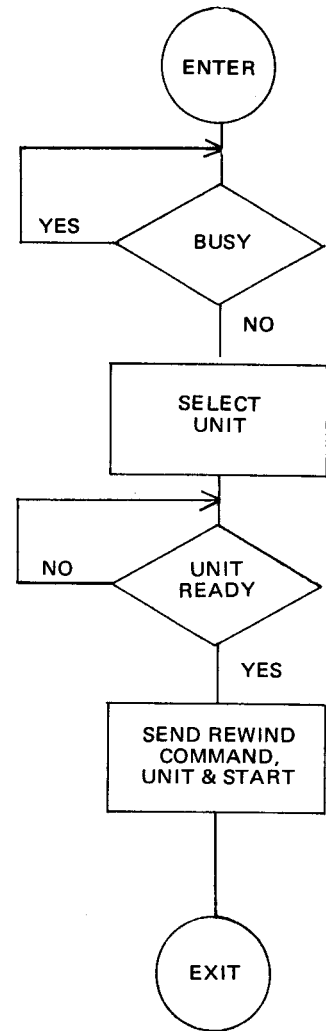 ENTER
YES
BUSY
NO
SELECT
UNIT
NO
UNIT
READY
YES
SEND REWIND
COMMAND,
UNIT & START
EXIT